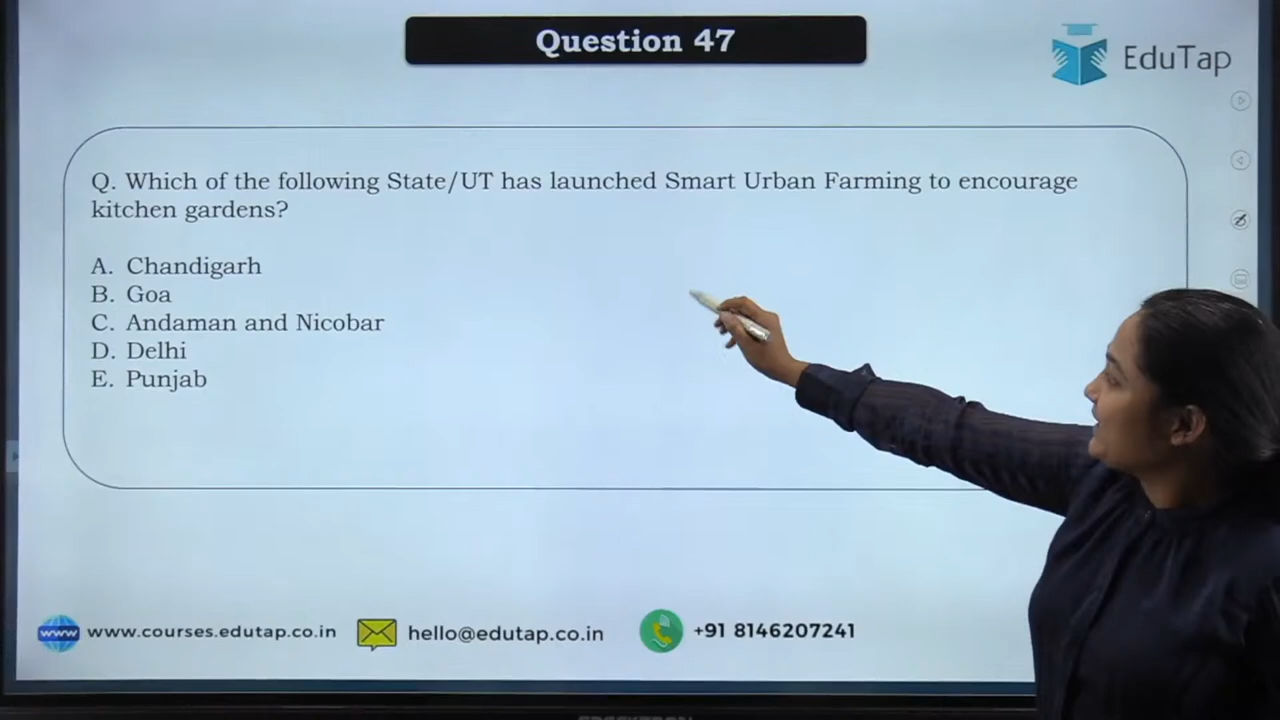 Question 47
EduTap
Q. Which of the following State/UT has launched Smart Urban Farming to encourage
kitchen gardens?
A. Chandigarh
B. Goa
C. Andaman and Nicobar
D. Delhi
E. Punjab
www
www.courses.edutap.co.in
hello@edutap.co.in
+91 8146207241